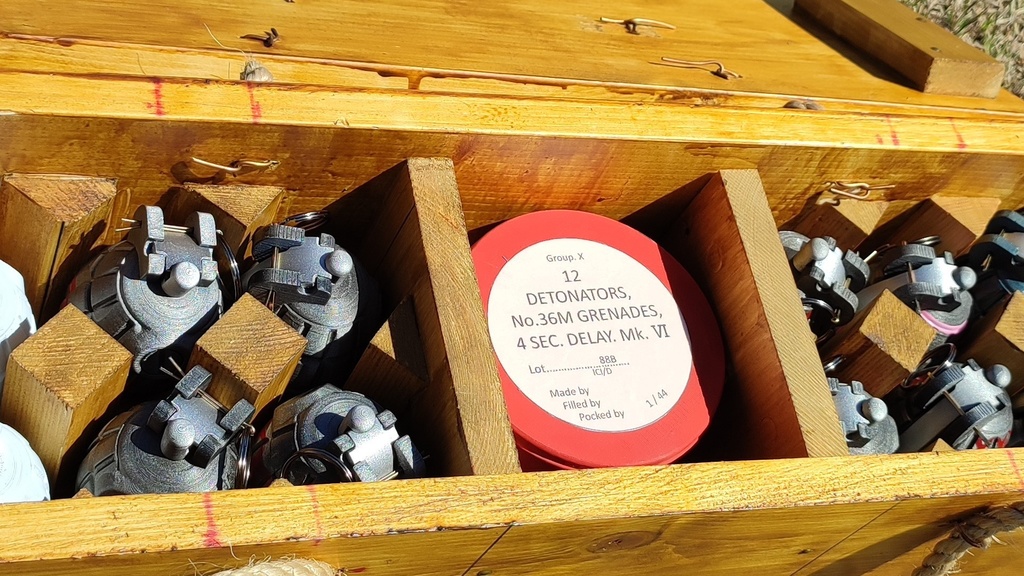 Group. X
12
DETONATORS,
No.36M GRENADES,
4 SEC. DELAY. Mk. VI
88B
Lot........................
ICI/D
Made by
Filled by
Pocked by 1/44